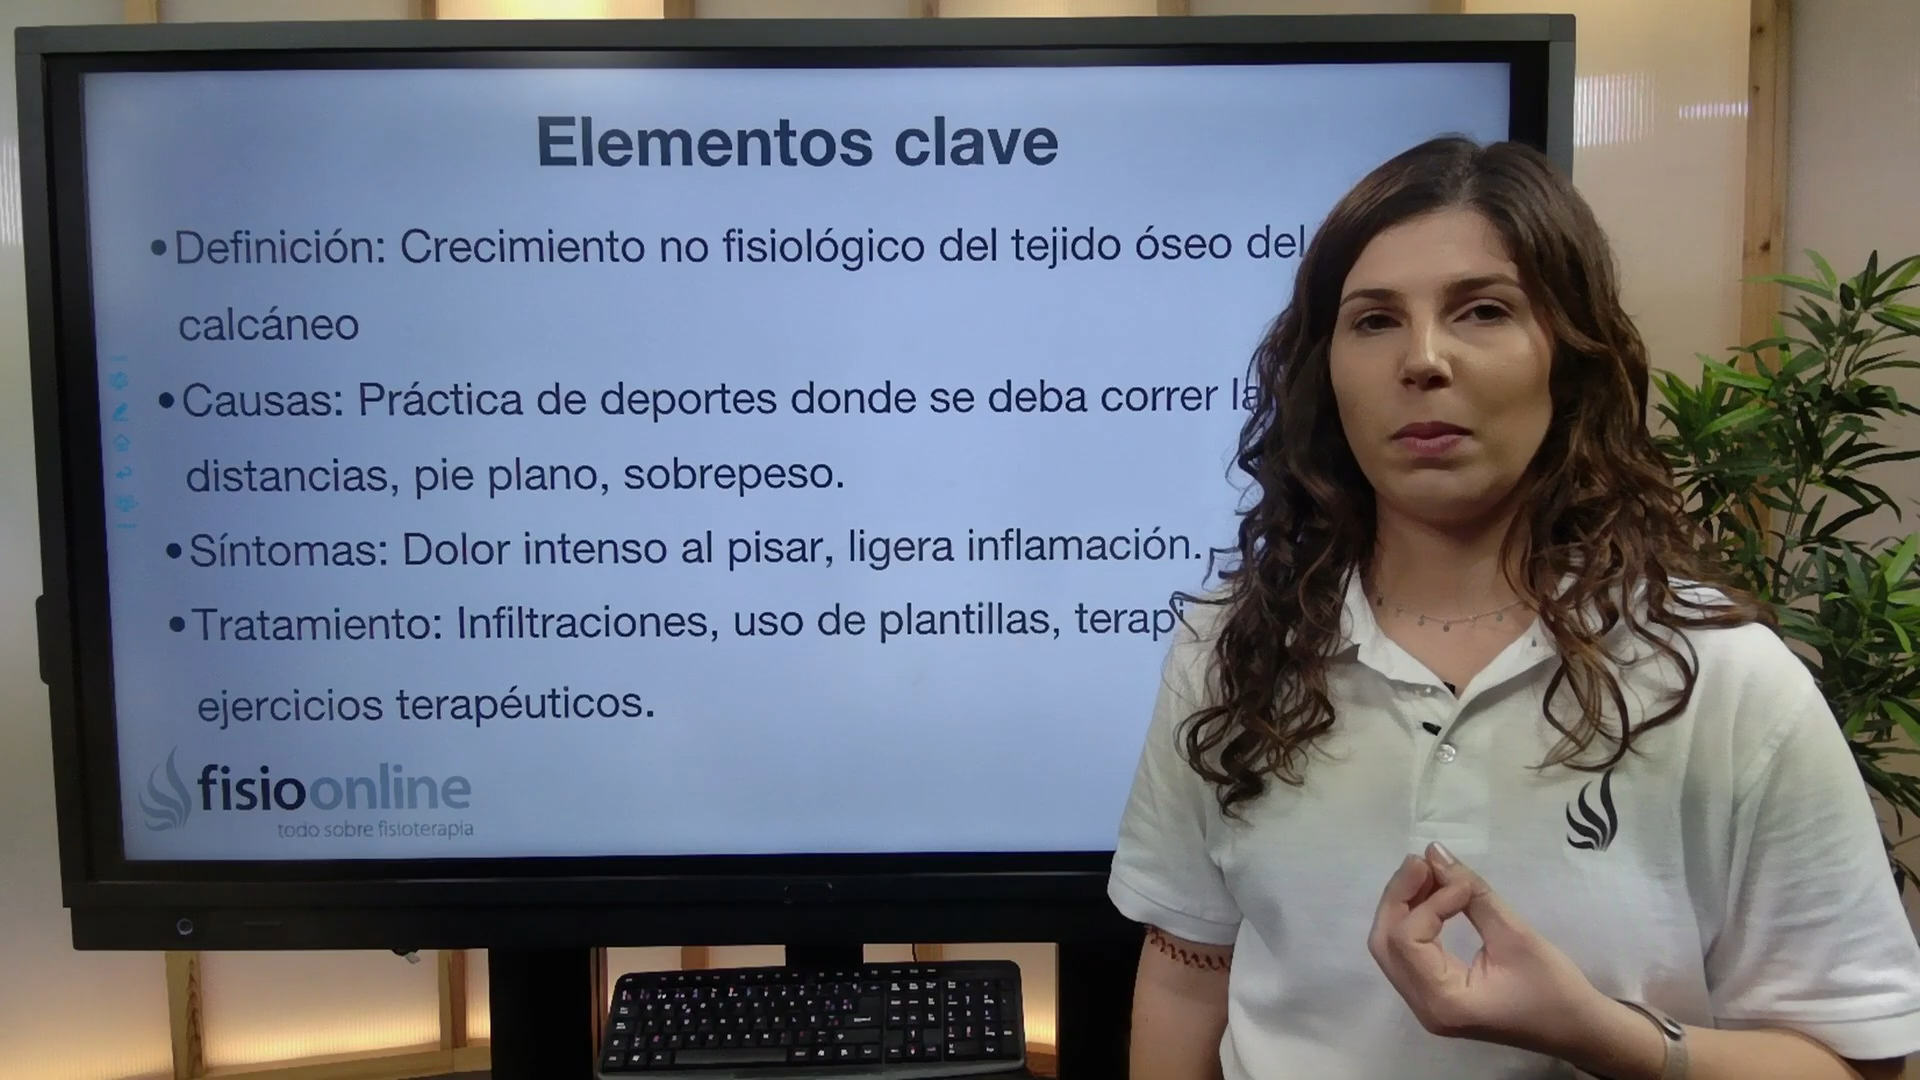 Elementos clave
•Definición: Crecimiento no fisiológico del tejido óseo del
calcáneo
•Causas: Práctica de deportes donde se deba correr
distancias, pie plano, sobrepeso.
•Síntomas: Dolor intenso al pisar, ligera inflamación.
•Tratamiento: Infiltraciones, uso de plantillas,
ejercicios terapéuticos.
fisioonline
todo sobre fisioterapia